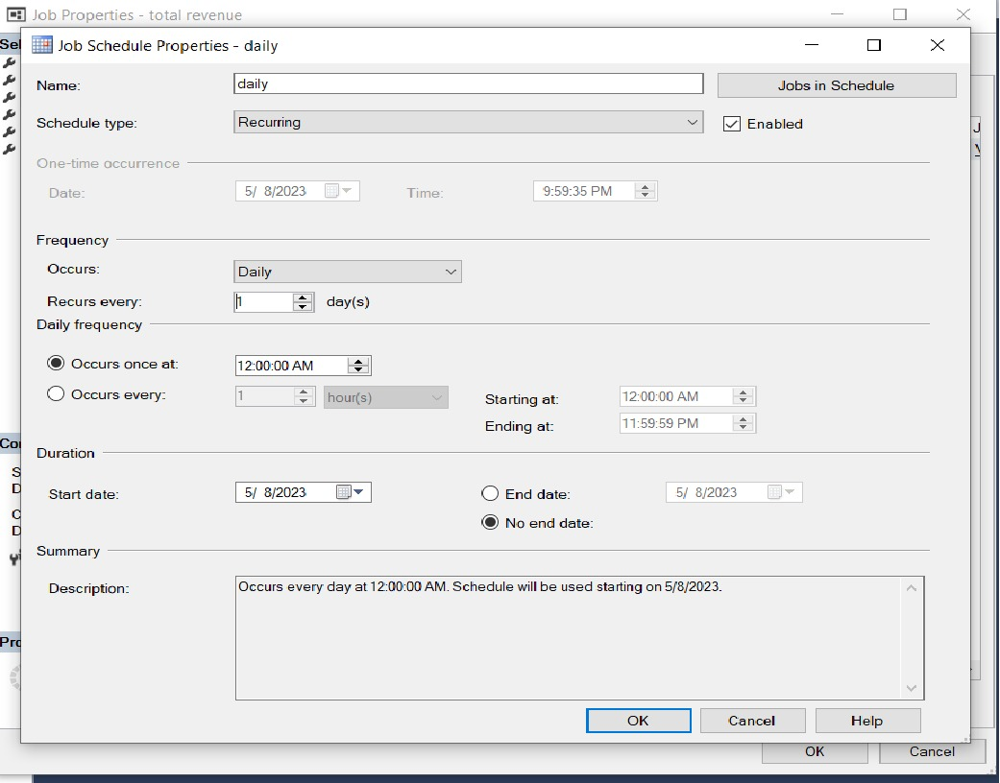 Job Properties - total revenue
Job Schedule Properties - daily
Name:
daily
Jobs in Schedule
Schedule type:
Recurring
Enabled
One-time occurrence
Date:
5/ 8/2023
Time:
9:59:35 PM
Frequency
Occurs:
Daily
Recurs every:
1
day(s)
Daily frequency
Occurs once at:
12:00:00 AM
Occurs every:
1
hour(s)
Starting at:
12:00:00 AM
Ending at:
11:59:59 PM
Duration
Start date:
5/ 8/2023
End date:
5/ 8/2023
No end date:
Summary
Description:
Occurs every day at 12:00:00 AM. Schedule will be used starting on 5/8/2023.
OK
Cancel
Help
OK
Cancel